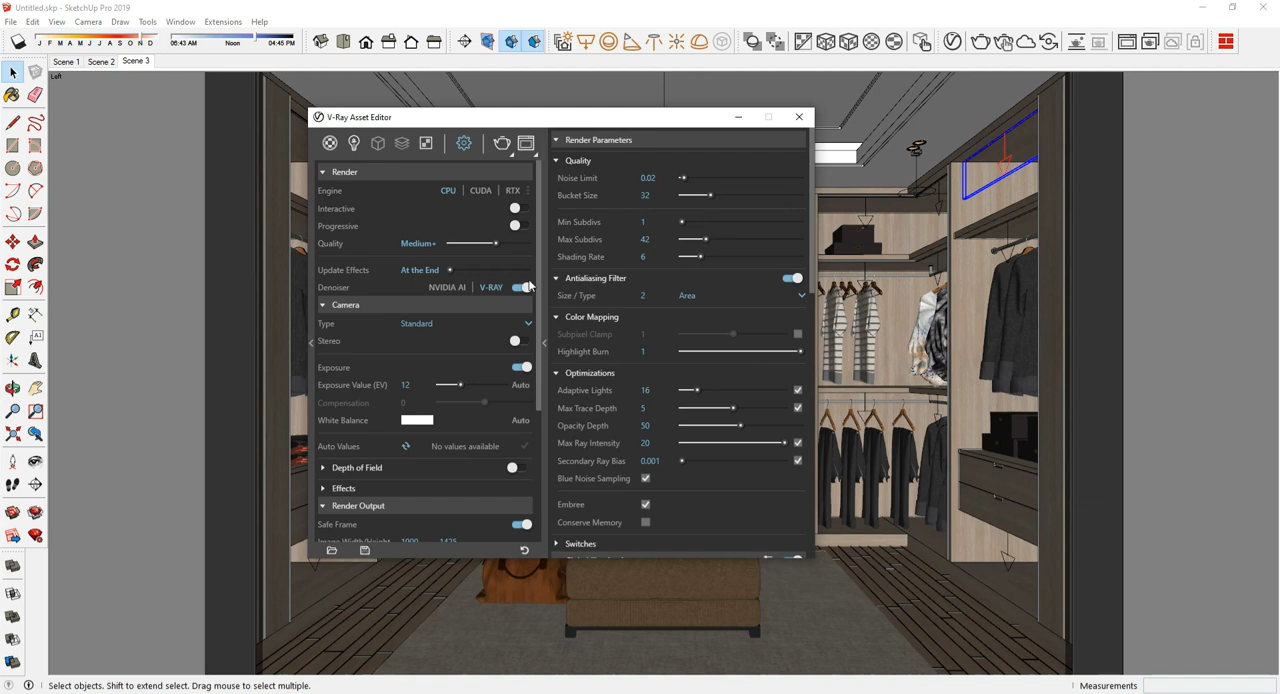 Untitled.skp - SketchUp Pro 2019
File Edit View Camera Draw Tools Window Extensions Help
J F M A M J J A S O N D
06:43 AM Noon 04:45 PM
Scene 1 Scene 2 Scene 3
Left
V-Ray Asset Editor
Render
Engine CPU CUDA RTX
Interactive
Progressive
Quality Medium+
Update Effects At the End
Denoiser NVIDIA AI V-RAY
Camera
Type Standard
Stereo
Exposure
Exposure Value (EV) 12 Auto
Compensation 0
White Balance Auto
Auto Values No values available
Depth of Field
Effects
Render Output
Safe Frame
Image Width/Height 1900 1425
Render Parameters
Quality
Noise Limit 0.02
Bucket Size 32
Min Subdivs 1
Max Subdivs 42
Shading Rate 6
Antialiasing Filter
Size / Type 2 Area
Color Mapping
Subpixel Clamp 1
Highlight Burn 1
Optimizations
Adaptive Lights 16
Max Trace Depth 5
Opacity Depth 50
Max Ray Intensity 20
Secondary Ray Bias 0.001
Blue Noise Sampling
Embree
Conserve Memory
Switches
Select objects. Shift to extend select. Drag mouse to select multiple.
Measurements